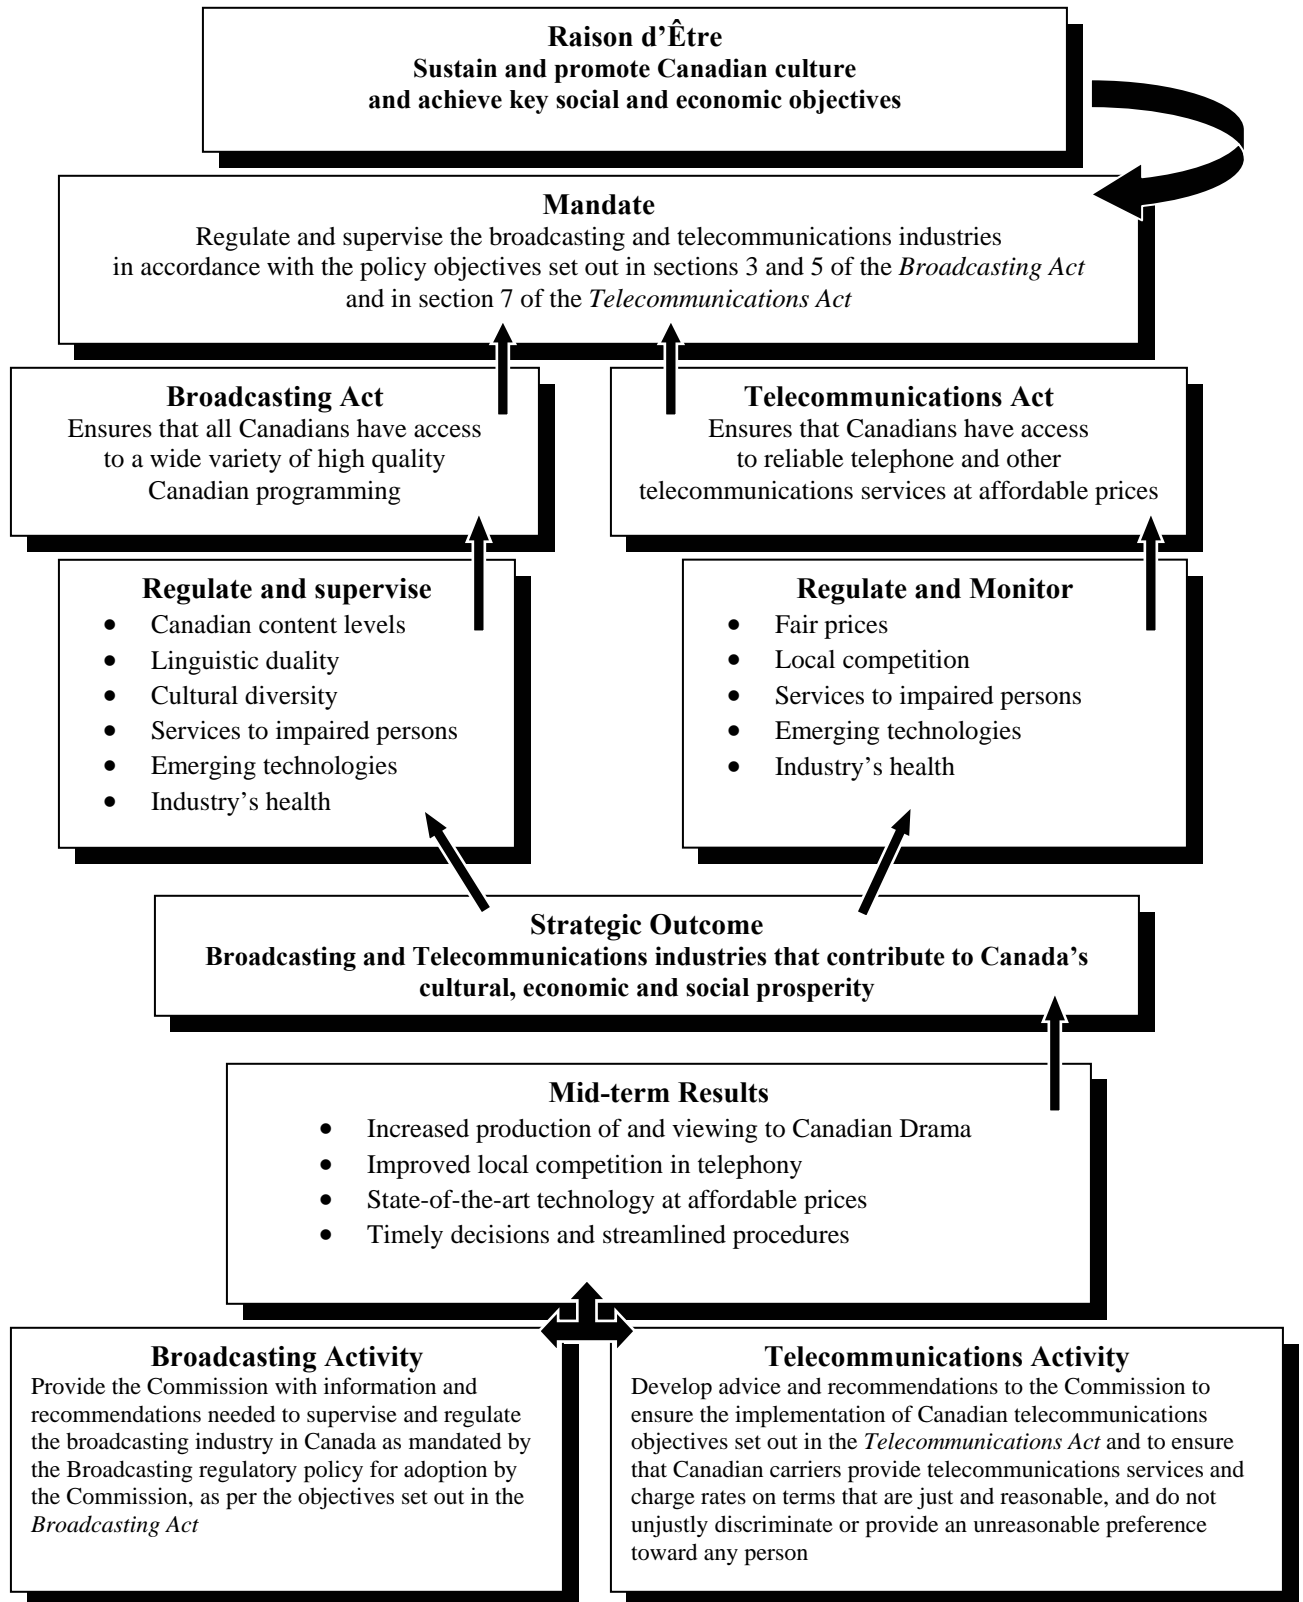 Raison d’Être
Sustain and promote Canadian culture
and achieve key social and economic objectives
Mandate
Regulate and supervise the broadcasting and telecommunications industries
in accordance with the policy objectives set out in sections 3 and 5 of the Broadcasting Act
and in section 7 of the Telecommunications Act
Broadcasting Act
Ensures that all Canadians have access
to a wide variety of high quality
Canadian programming
Telecommunications Act
Ensures that Canadians have access
to reliable telephone and other
telecommunications services at affordable prices
Regulate and supervise
• Canadian content levels
• Linguistic duality
• Cultural diversity
• Services to impaired persons
• Emerging technologies
• Industry’s health
Regulate and Monitor
• Fair prices
• Local competition
• Services to impaired persons
• Emerging technologies
• Industry’s health
Strategic Outcome
Broadcasting and Telecommunications industries that contribute to Canada’s
cultural, economic and social prosperity
Mid-term Results
• Increased production of and viewing to Canadian Drama
• Improved local competition in telephony
• State-of-the-art technology at affordable prices
• Timely decisions and streamlined procedures
Broadcasting Activity
Provide the Commission with information and
recommendations needed to supervise and regulate
the broadcasting industry in Canada as mandated by
the Broadcasting regulatory policy for adoption by
the Commission, as per the objectives set out in the
Broadcasting Act
Telecommunications Activity
Develop advice and recommendations to the Commission to
ensure the implementation of Canadian telecommunications
objectives set out in the Telecommunications Act and to ensure
that Canadian carriers provide telecommunications services and
charge rates on terms that are just and reasonable, and do not
unjustly discriminate or provide an unreasonable preference
toward any person